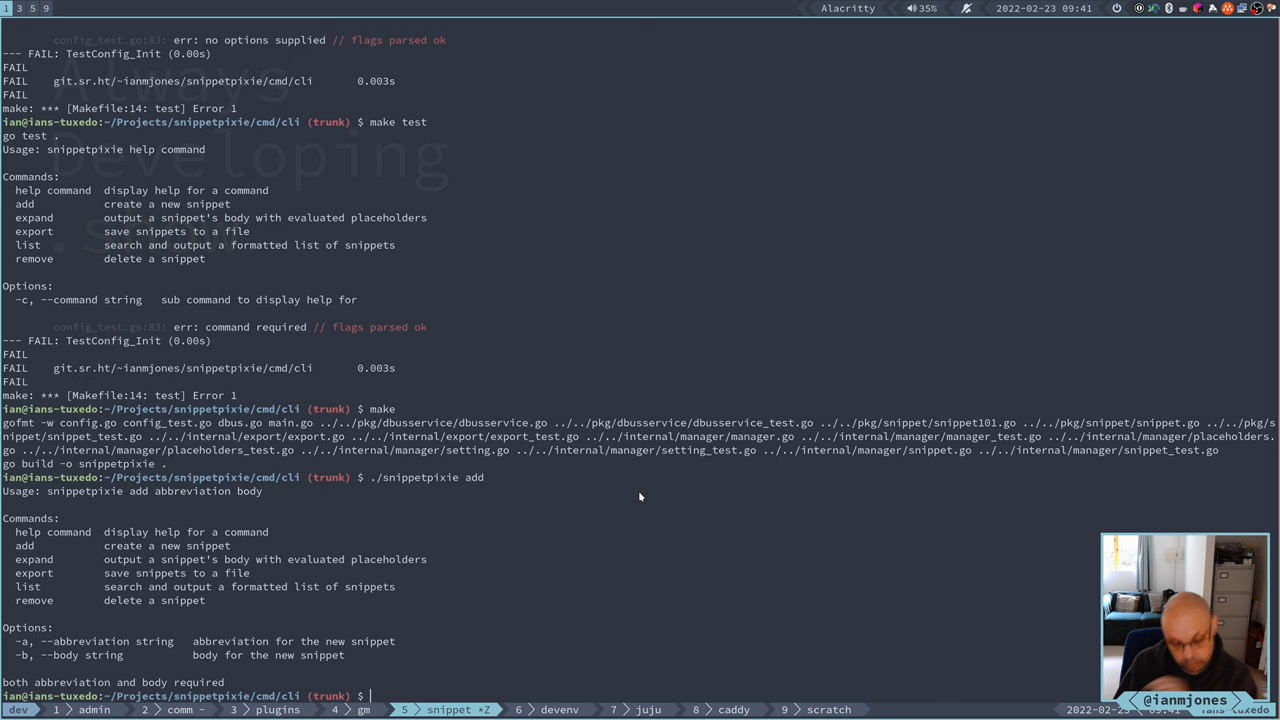 1 3 5 9
Alacritty 35% 2022-02-23 09:41
config_test.go:83: err: no options supplied // flags parsed ok
--- FAIL: TestConfig_Init (0.00s)
FAIL
FAIL git.sr.ht/~ianmjones/snippetpixie/cmd/cli 0.003s
FAIL
make: *** [Makefile:14: test] Error 1
ian@ians-tuxedo:~/Projects/snippetpixie/cmd/cli (trunk) $ make test
go test .
Usage: snippetpixie help command
Commands:
help command display help for a command
add create a new snippet
expand output a snippet's body with evaluated placeholders
export save snippets to a file
list search and output a formatted list of snippets
remove delete a snippet
Options:
-c, --command string sub command to display help for
config_test.go:83: err: command required // flags parsed ok
--- FAIL: TestConfig_Init (0.00s)
FAIL
FAIL git.sr.ht/~ianmjones/snippetpixie/cmd/cli 0.003s
FAIL
make: *** [Makefile:14: test] Error 1
ian@ians-tuxedo:~/Projects/snippetpixie/cmd/cli (trunk) $ make
gofmt -w config.go config_test.go dbus.go main.go ../../pkg/dbusservice/dbusservice.go ../../pkg/dbusservice/dbusservice_test.go ../../pkg/snippet/snippet101.go ../../pkg/snippet/snippet.go ../../pkg/s
nippet/snippet_test.go ../../internal/export/export.go ../../internal/export/export_test.go ../../internal/manager/manager.go ../../internal/manager/manager_test.go ../../internal/manager/placeholders.
go ../../internal/manager/placeholders_test.go ../../internal/manager/setting.go ../../internal/manager/setting_test.go ../../internal/manager/snippet.go ../../internal/manager/snippet_test.go
go build -o snippetpixie .
ian@ians-tuxedo:~/Projects/snippetpixie/cmd/cli (trunk) $ ./snippetpixie add
Usage: snippetpixie add abbreviation body
Commands:
help command display help for a command
add create a new snippet
expand output a snippet's body with evaluated placeholders
export save snippets to a file
list search and output a formatted list of snippets
remove delete a snippet
Options:
-a, --abbreviation string abbreviation for the new snippet
-b, --body string body for the new snippet
both abbreviation and body required
ian@ians-tuxedo:~/Projects/snippetpixie/cmd/cli (trunk) $
dev 1 admin 2 comm - 3 plugins 4 gm 5 snippet *Z 6 devenv 7 juju 8 caddy 9 scratch 2022-02-23 09:41 ians-tuxedo
Always
Developing
@ianmjones